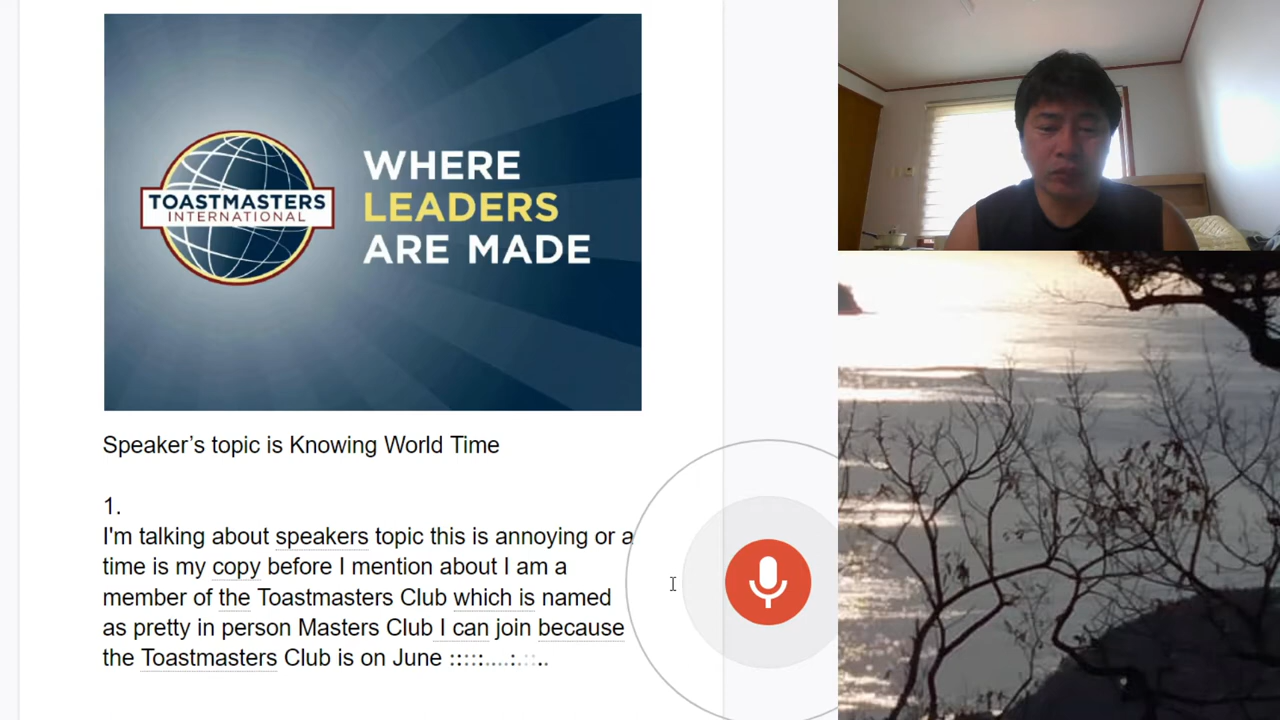 TOASTMASTERS
INTERNATIONAL
WHERE
LEADERS
ARE MADE
Speaker’s topic is Knowing World Time
1.
I'm talking about speakers topic this is annoying or a
time is my copy before I mention about I am a
member of the Toastmasters Club which is named
as pretty in person Masters Club I can join because
the Toastmasters Club is on June